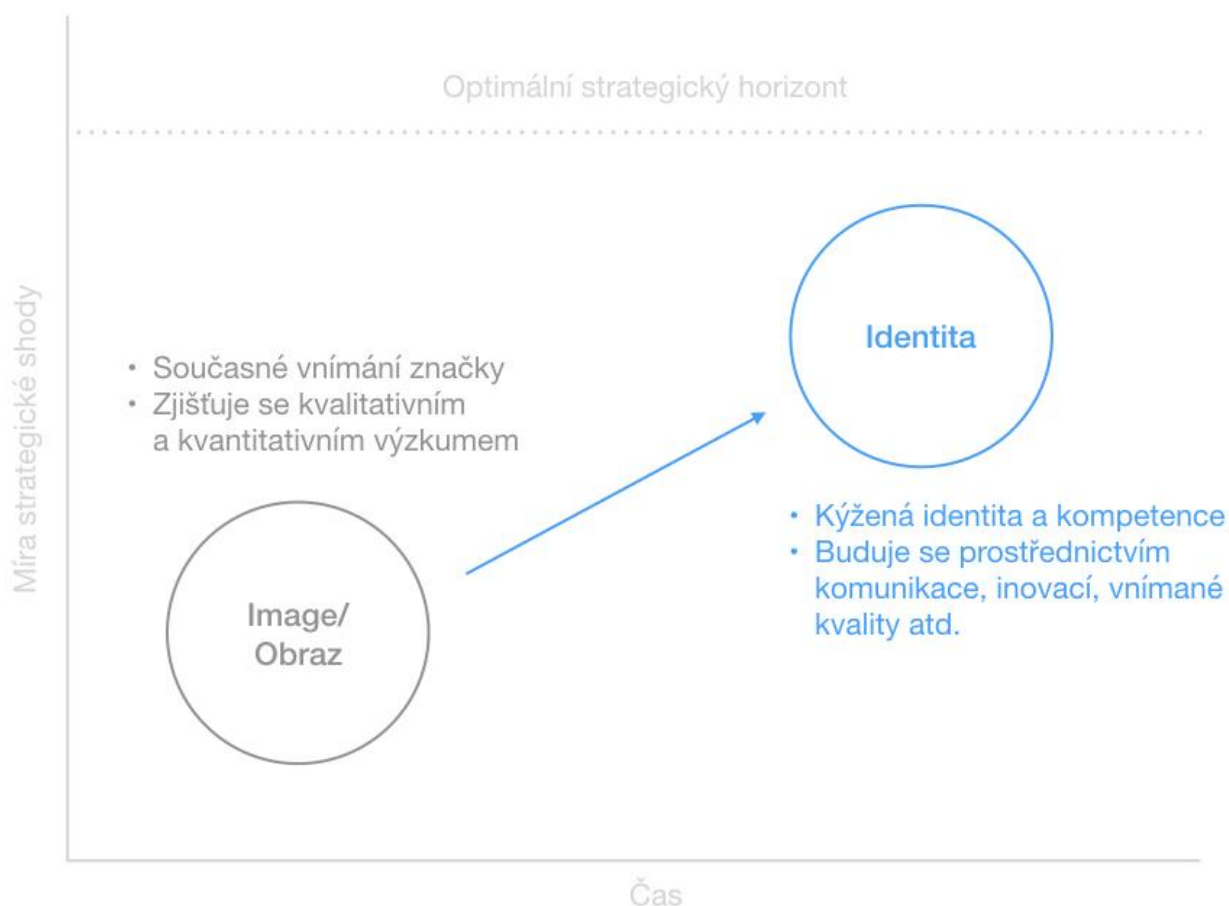 Optimální strategický horizont
Míra strategické shody
• Současné vnímání značky
• Zjišťuje se kvalitativním
a kvantitativním výzkumem
Image/
Obraz
Identita
• Kýžená identita a kompetence
• Buduje se prostřednictvím
komunikace, inovací, vnímané
kvality atd.
Čas